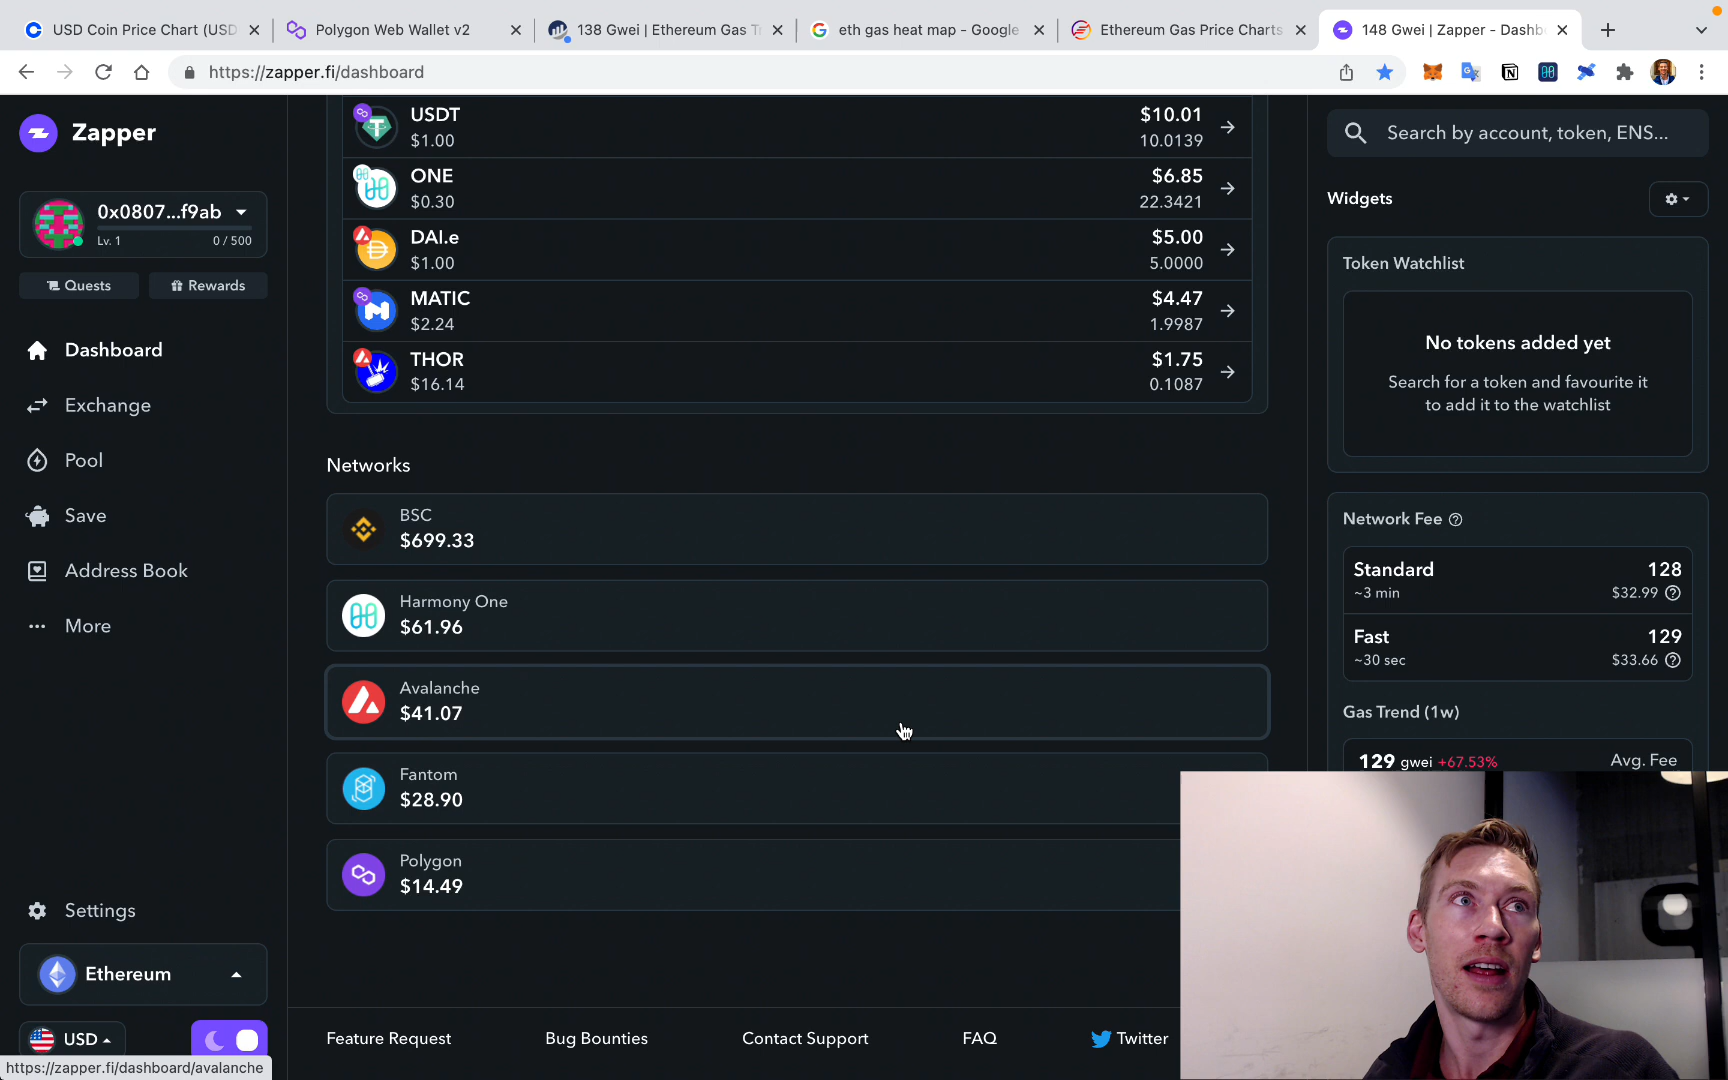 USD Coin Price Chart (USD
Polygon Web Wallet v2
138 Gwei | Ethereum Gas T
eth gas heat map - Google
Ethereum Gas Price Charts
148 Gwei | Zapper - Dashb
https://zapper.fi/dashboard
Zapper
0x0807...f9ab
Lv. 1
0 / 500
Quests
Rewards
Dashboard
Exchange
Pool
Save
Address Book
More
Settings
Ethereum
USD
https://zapper.fi/dashboard/avalanche
USDT
$10.01
$1.00
10.0139
ONE
$6.85
$0.30
22.3421
DAI.e
$5.00
$1.00
5.0000
MATIC
$4.47
$2.24
1.9987
THOR
$1.75
$16.14
0.1087
Networks
BSC
$699.33
Harmony One
$61.96
Avalanche
$41.07
Fantom
$28.90
Polygon
$14.49
Feature Request
Bug Bounties
Contact Support
FAQ
Twitter
Search by account, token, ENS...
Widgets
Token Watchlist
No tokens added yet
Search for a token and favourite it
to add it to the watchlist
Network Fee
Standard
128
~3 min
$32.99
Fast
129
~30 sec
$33.66
Gas Trend (1w)
129 gwei +67.53%
Avg. Fee